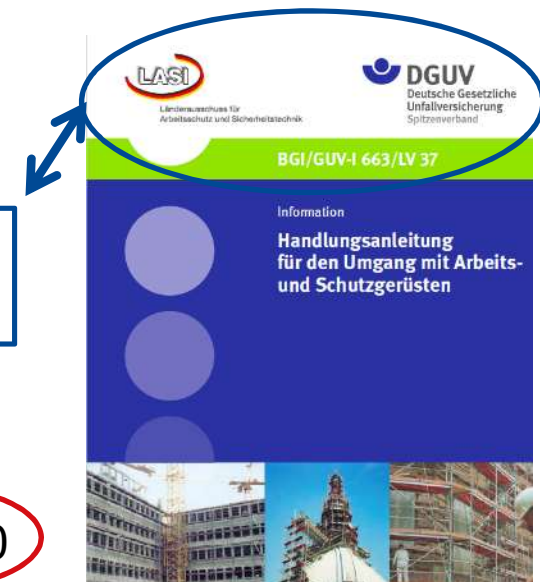 LASI
Länderausschuss für
Arbeitsschutz und Sicherheitstechnik
DGUV
Deutsche Gesetzliche
Unfallversicherung
Spitzenverband
BGI/GUV-I 663/LV 37
Information
Handlungsanleitung
für den Umgang mit Arbeits-
und Schutzgerüsten